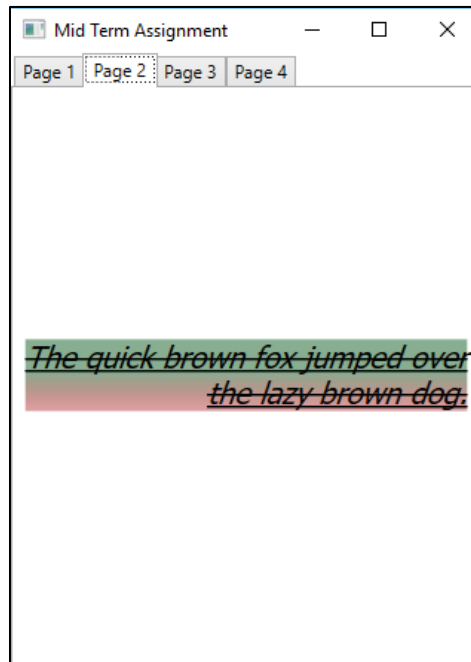 Mid Term Assignment
Page 1 Page 2 Page 3 Page 4
The quick brown fox jumped over
the lazy brown dog.